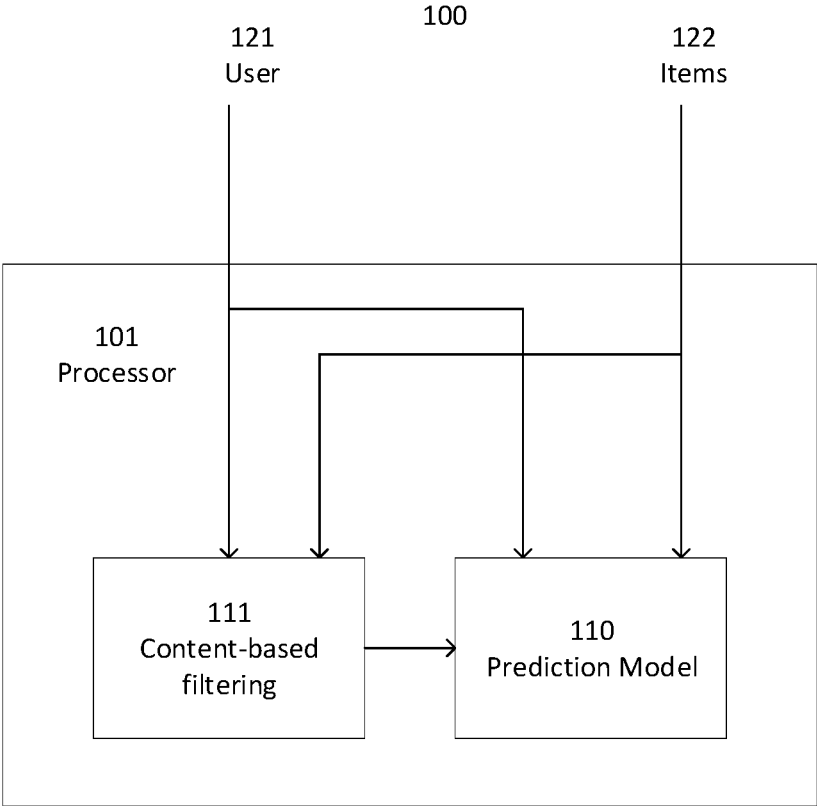 100
121
User
122
Items
101
Processor
111
Content-based
filtering
110
Prediction Model